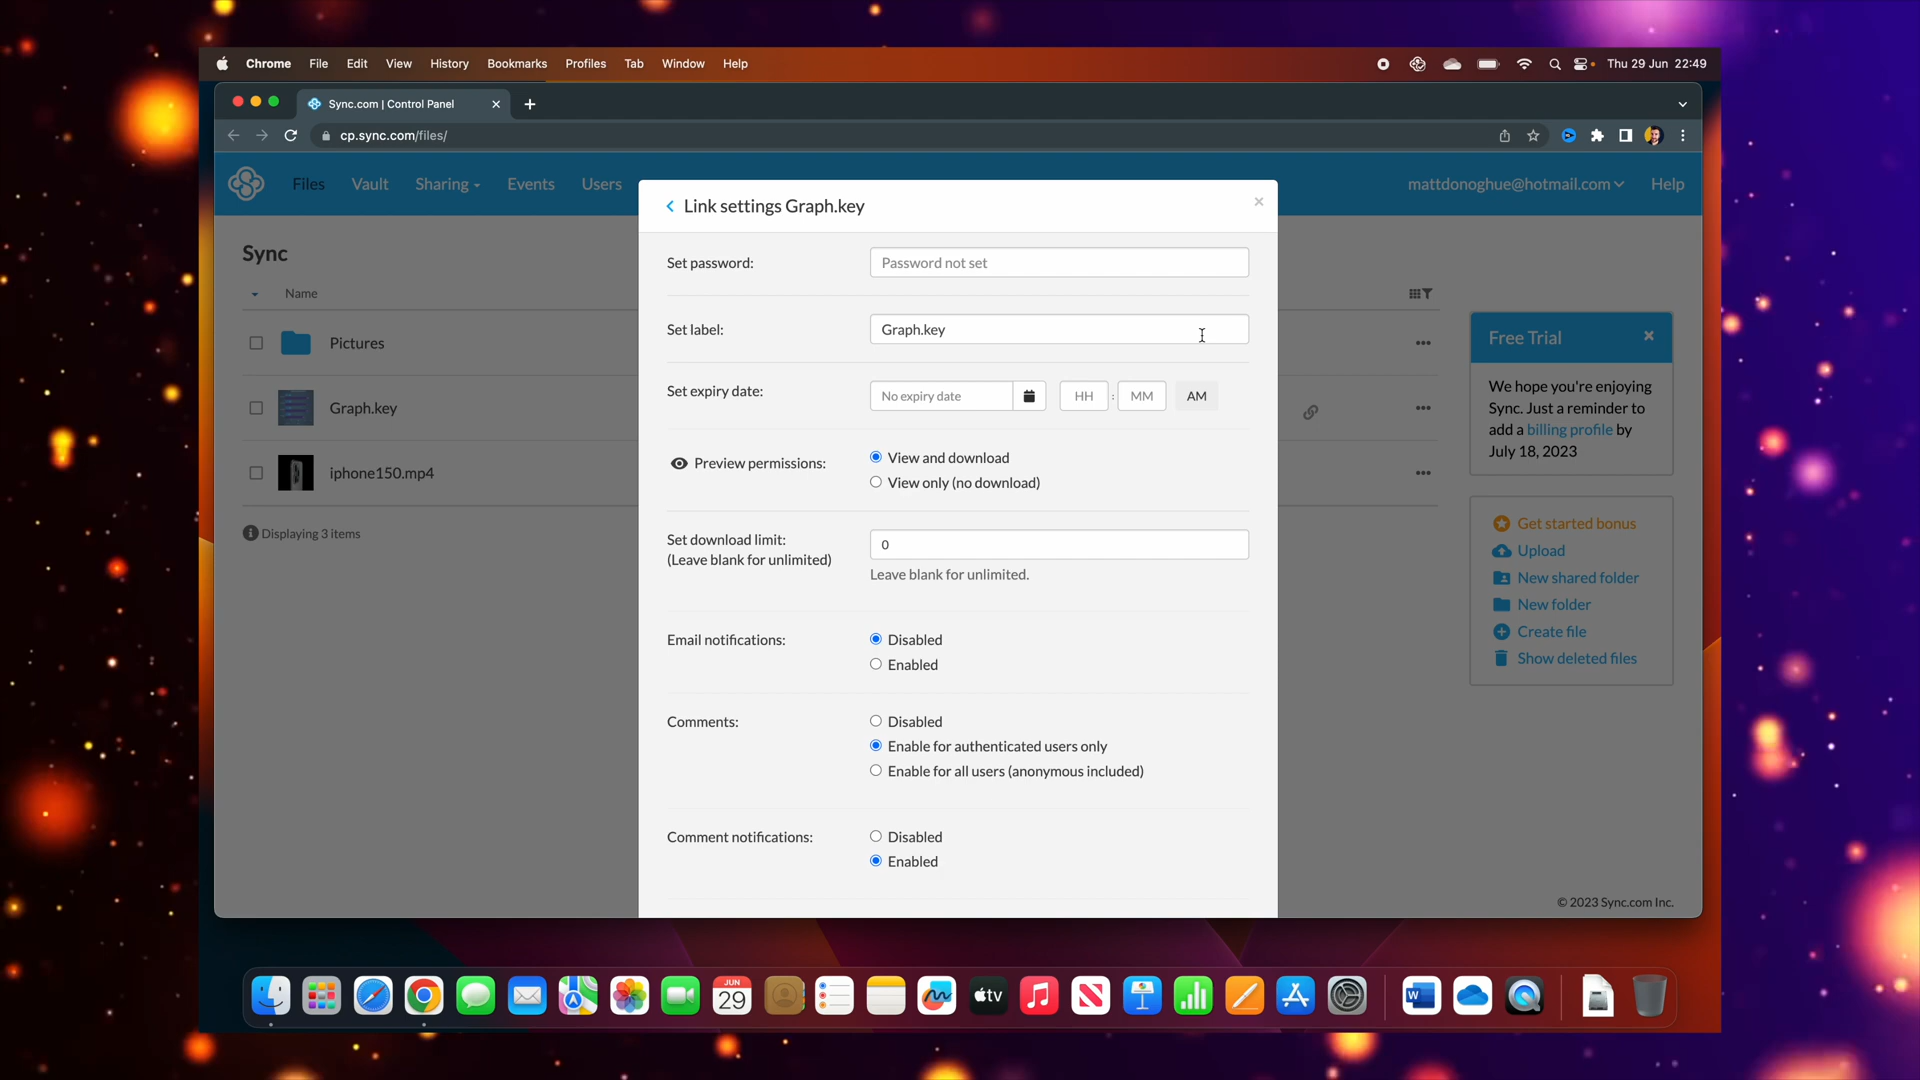 Chrome File Edit View History Bookmarks Profiles Tab Window Help Thu 29 Jun 22:49
Sync.com | Control Panel
cp.sync.com/files/
Files Vault Sharing Events Users mattdonoghue@hotmail.com Help
Link settings Graph.key
Sync
Name
Pictures
Graph.key
iphone150.mp4
Displaying 3 items
Set password: Password not set
Set label: Graph.key
Set expiry date: No expiry date HH : MM AM
Preview permissions: View and download
View only (no download)
Set download limit: 0
(Leave blank for unlimited)
Leave blank for unlimited.
Email notifications: Disabled
Enabled
Comments: Disabled
Enable for authenticated users only
Enable for all users (anonymous included)
Comment notifications: Disabled
Enabled
Free Trial
We hope you're enjoying
Sync. Just a reminder to
add a billing profile by
July 18, 2023
Get started bonus
Upload
New shared folder
New folder
Create file
Show deleted files
© 2023 Sync.com Inc.
JUN
29
tv
W